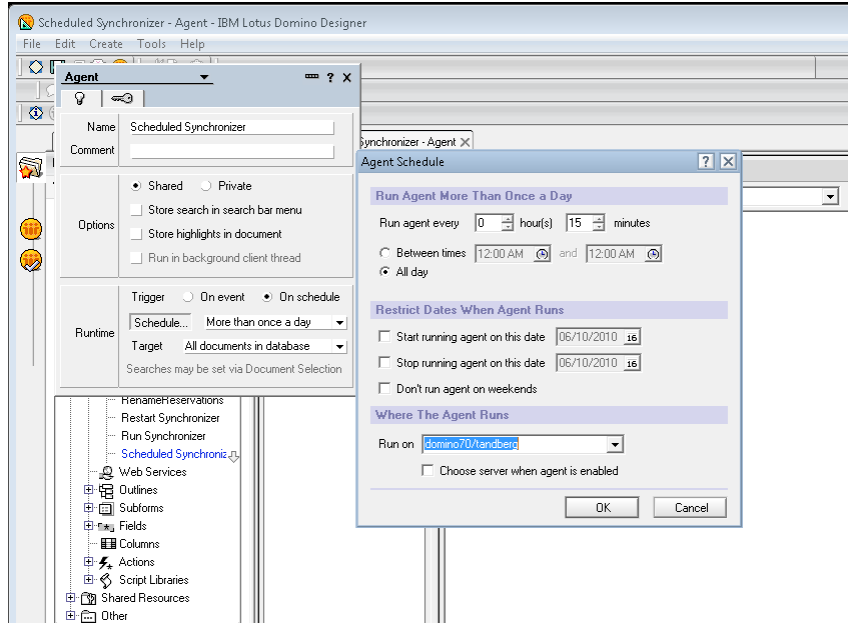 Scheduled Synchronizer - Agent - IBM Lotus Domino Designer
File Edit Create Tools Help
Agent
? X
Name Scheduled Synchronizer
Comment
Options
Shared Private
Store search in search bar menu
Store highlights in document
Run in background client thread
Runtime
Trigger On event On schedule
Schedule... More than once a day
Target All documents in database
Searches may be set via Document Selection
ynchronizer - Agent
Agent Schedule
Run Agent More Than Once a Day
Run agent every 0 hour(s) 15 minutes
Between times 12:00 AM and 12:00 AM
All day
Restrict Dates When Agent Runs
Start running agent on this date 06/10/2010 16
Stop running agent on this date 06/10/2010 16
Don't run agent on weekends
Where The Agent Runs
Run on domino70/tandberg
Choose server when agent is enabled
OK Cancel
RenameReservations
Restart Synchronizer
Run Synchronizer
Scheduled Synchroniz
Web Services
Outlines
Subforms
Fields
Columns
Actions
Script Libraries
Shared Resources
Other